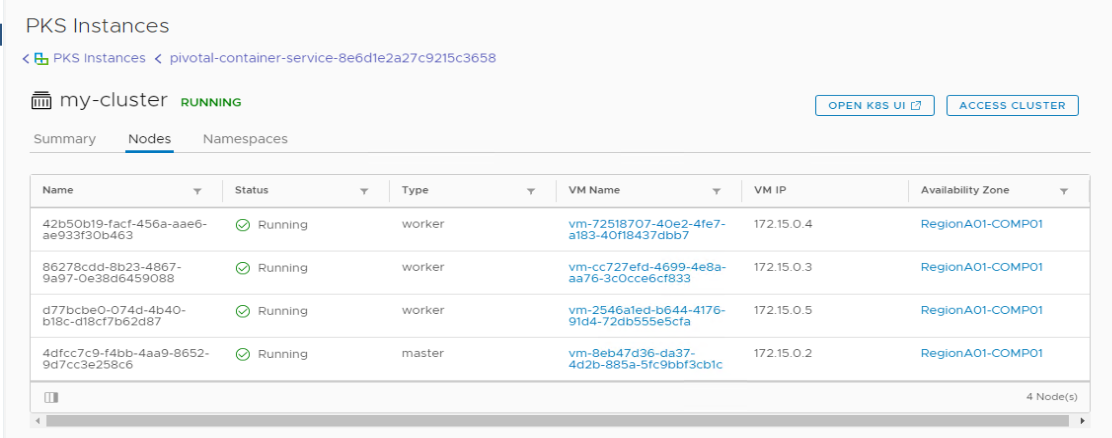 PKS Instances
PKS Instances pivotal-container-service-8e6d1e2a27c9215c3658
my-cluster RUNNING
OPEN K8S UI ACCESS CLUSTER
Summary Nodes Namespaces
Name Status Type VM Name VM IP Availability Zone
42b50b19-facf-456a-aae6- Running worker vm-72518707-40e2-4fe7- 172.15.0.4 RegionA01-COMP01
ae933f30b463 a183-40f18437dbb7
86278cdd-8b23-4867- Running worker vm-cc727efd-4699-4e8a- 172.15.0.3 RegionA01-COMP01
9a97-0e38d6459088 aa76-3c0cce6cf833
d77bcbe0-074d-4b40- Running worker vm-2546a1ed-b644-4176- 172.15.0.5 RegionA01-COMP01
b18c-d18cf7b62d87 91d4-72db555e5cfa
4dfcc7c9-f4bb-4aa9-8652- Running master vm-8eb47d36-da37- 172.15.0.2 RegionA01-COMP01
9d7cc3e258c6 4d2b-885a-5fc9bbf3cb1c
4 Node(s)